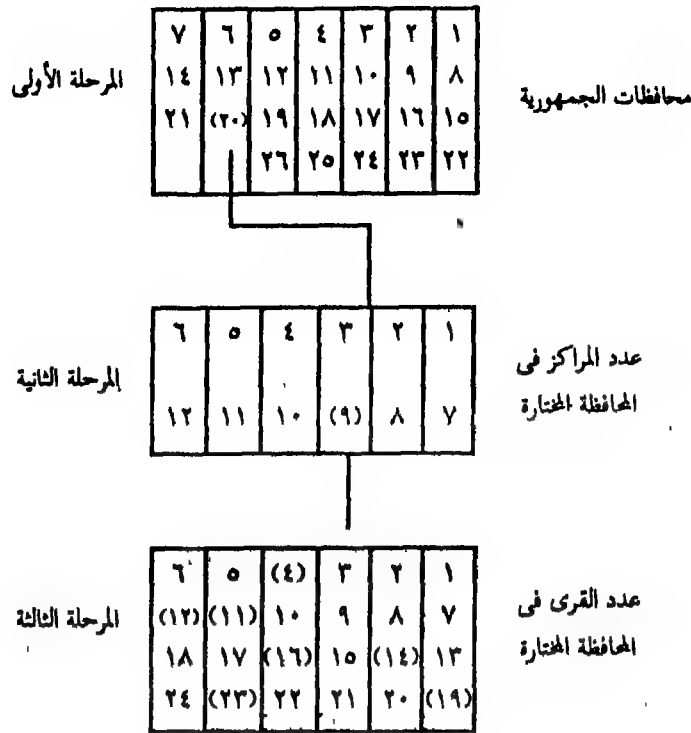 محافظات الجمهورية
١ ٢ ٣ ٤ ٥ ٦ ٧
٨ ٩ ١٠ ١١ ١٢ ١٣ ١٤
١٥ ١٦ ١٧ ١٨ ١٩ (٢٠) ٢١
٢٢ ٢٣ ٢٤ ٢٥ ٢٦
المرحلة الأولى
عدد المراكز فى
المحافظة المختارة
١ ٢ ٣ ٤ ٥ ٦
٧ ٨ (٩) ١٠ ١١ ١٢
المرحلة الثانية
عدد القرى فى
المحافظة المختارة
١ ٢ ٣ (٤) ٥ ٦
٧ ٨ ٩ ١٠ (١١) (١٢)
١٣ (١٤) ١٥ (١٦) ١٧ ١٨
(١٩) ٢٠ ٢١ ٢٢ (٢٣) ٢٤
المرحلة الثالثة